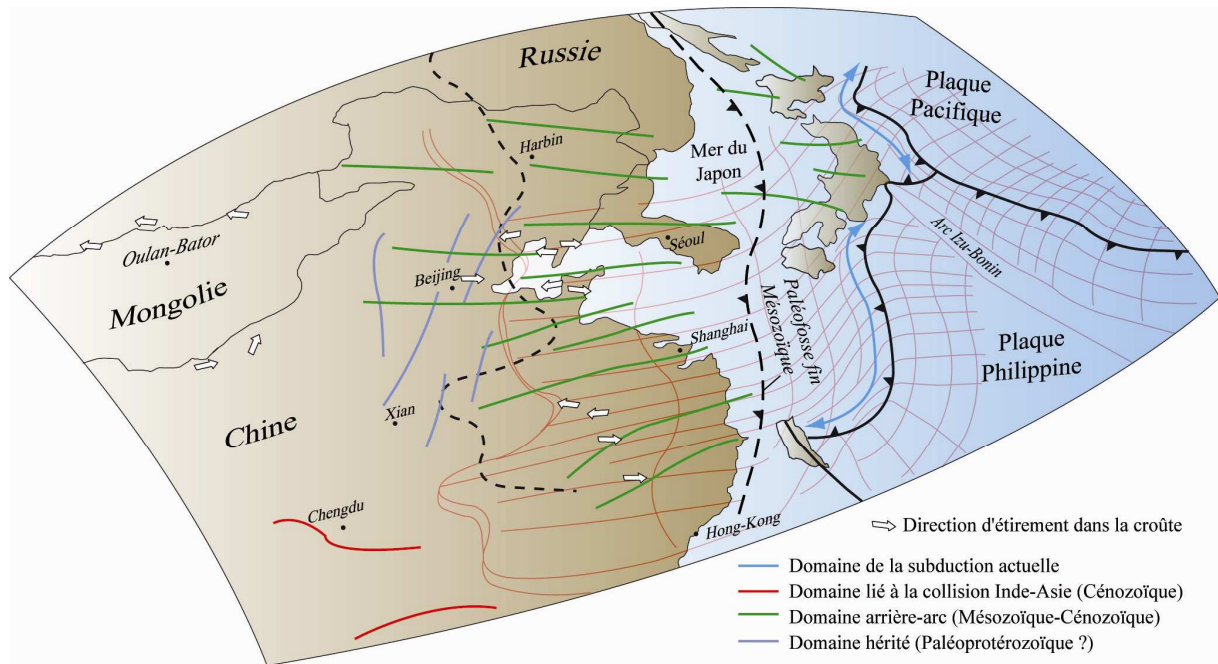 Russie
Plaque
Pacifique
Harbin
Mer du
Japon
Oulan-Bator
Séoul
Arc Izu-Bonin
Mongolie
Beijing
Paléofosse fin
Mésozoïque
Shanghai
Plaque
Philippine
Chine
Xian
Chengdu
Hong-Kong
Direction d'étirement dans la croûte
Domaine de la subduction actuelle
Domaine lié à la collision Inde-Asie (Cénozoïque)
Domaine arrière-arc (Mésozoïque-Cénozoïque)
Domaine hérité (Paléoprotérozoïque ?)